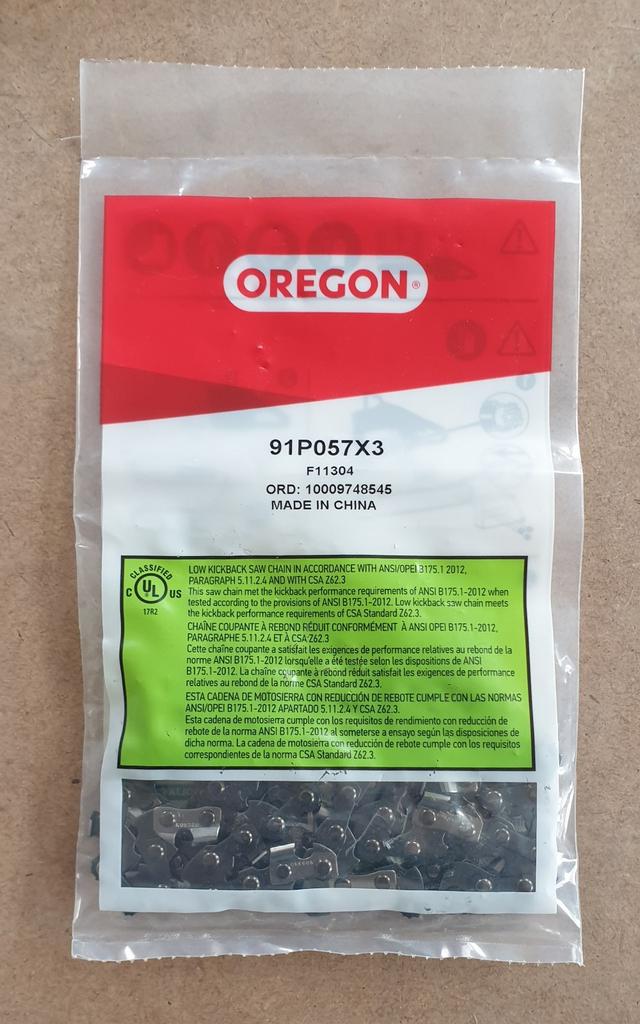 OREGON®
91P057X3
F11304
ORD: 10009748545
MADE IN CHINA
CLASSIFIED
C UL US
17R2
LOW KICKBACK SAW CHAIN IN ACCORDANCE WITH ANSI/OPEI B175.1 2012,
PARAGRAPH 5.11.2.4 AND WITH CSA Z62.3
This saw chain met the kickback performance requirements of ANSI B175.1-2012 when
tested according to the provisions of ANSI B175.1-2012. Low kickback saw chain meets
the kickback performance requirements of CSA Standard Z62.3.
CHAÎNE COUPANTE À REBOND RÉDUIT CONFORMÉMENT À ANSI OPEI B175.1-2012,
PARAGRAPHE 5.11.2.4 ET À CSA Z62.3
Cette chaîne coupante a satisfait les exigences de performance relatives au rebond de la
norme ANSI B175.1-2012 lorsqu'elle a été testée selon les dispositions de ANSI
B175.1-2012. La chaîne coupante à rebond réduit satisfait les exigences de performance
relatives au rebond de la norme CSA Standard Z62.3.
ESTA CADENA DE MOTOSIERRA CON REDUCCIÓN DE REBOTE CUMPLE CON LAS NORMAS
ANSI/OPEI B175.1-2012 APARTADO 5.11.2.4 Y CSA Z62.3.
Esta cadena de motosierra cumple con los requisitos de rendimiento con reducción de
rebote de la norma ANSI B175.1-2012 al someterse a ensayo según las disposiciones de
dicha norma. La cadena de motosierra con reducción de rebote cumple con los requisitos
correspondientes de la norma CSA Standard Z62.3.
OREGON